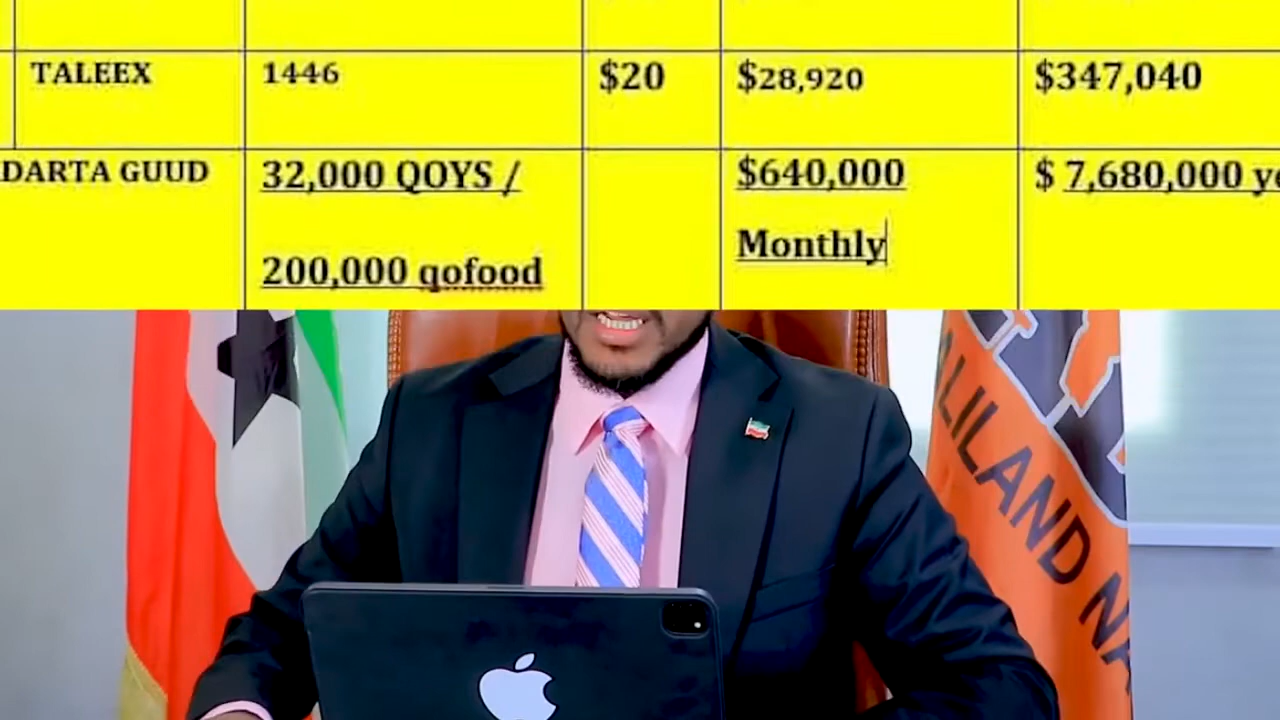 TALEEX 1446 $20 $28,920 $347,040
DARTA GUUD 32,000 QOYS / $640,000 $ 7,680,000
200,000 qofood Monthly
LILAND